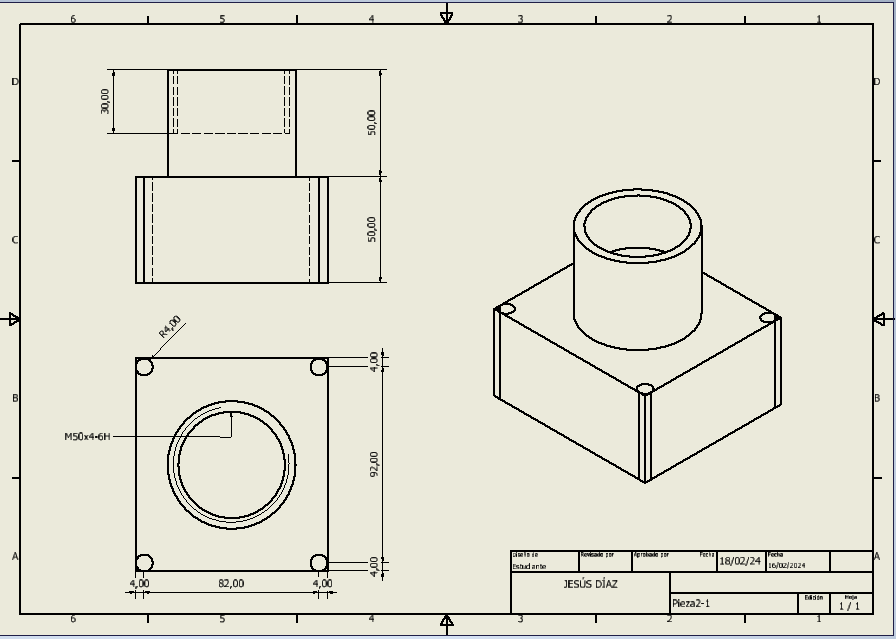 6 5 4 3 2 1
D D
30,00
50,00
C C
50,00
R4,00
4,00
B B
M50x4-6H
92,00
4,00
A A
4,00 82,00 4,00
Diseño de Revisado por Aprobado por Fecha Fecha
Estudiante 18/02/24 16/02/2024
JESÚS DÍAZ
Pieza2-1 Edición Hoja
1 / 1
6 5 4 3 2 1